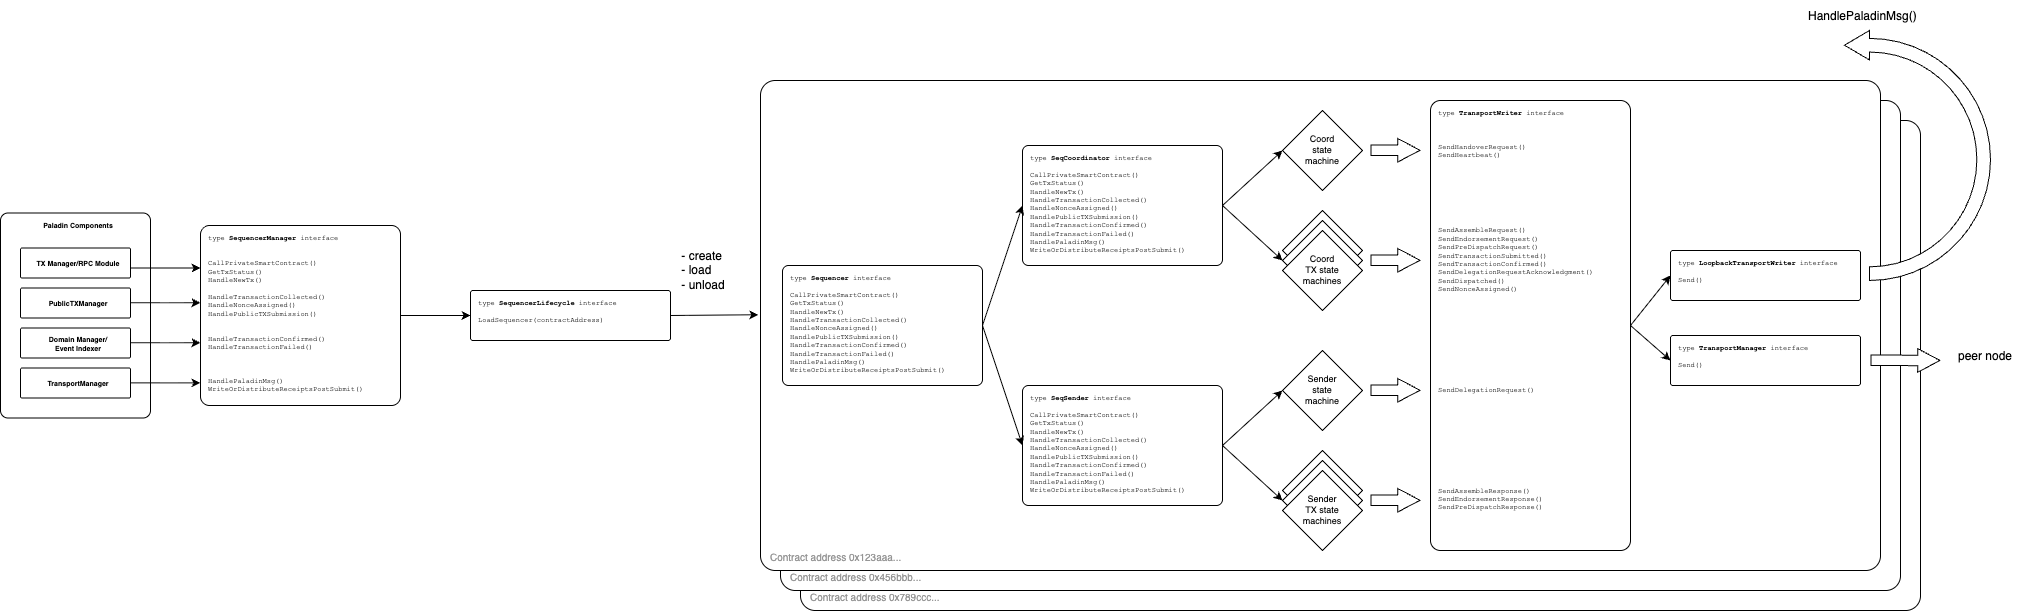 HandlePaladinMsg()
Paladin Components
TX Manager/RPC Module
PublicTXManager
Domain Manager/
Event Indexer
TransportManager
type SequencerManager interface
CallPrivateSmartContract()
GetTxStatus()
HandleNewTx()
HandleTransactionCollected()
HandleNonceAssigned()
HandlePublicTXSubmission()
HandleTransactionConfirmed()
HandleTransactionFailed()
HandlePaladinMsg()
WriteOrDistributeReceiptsPostSubmit()
type SequencerLifecycle interface
LoadSequencer(contractAddress)
- create
- load
- unload
type Sequencer interface
CallPrivateSmartContract()
GetTxStatus()
HandleNewTx()
HandleTransactionCollected()
HandleNonceAssigned()
HandlePublicTXSubmission()
HandleTransactionConfirmed()
HandleTransactionFailed()
HandlePaladinMsg()
WriteOrDistributeReceiptsPostSubmit()
type SeqCoordinator interface
CallPrivateSmartContract()
GetTxStatus()
HandleNewTx()
HandleTransactionCollected()
HandleNonceAssigned()
HandlePublicTXSubmission()
HandleTransactionConfirmed()
HandleTransactionFailed()
HandlePaladinMsg()
WriteOrDistributeReceiptsPostSubmit()
type SeqSender interface
CallPrivateSmartContract()
GetTxStatus()
HandleNewTx()
HandleTransactionCollected()
HandleNonceAssigned()
HandlePublicTXSubmission()
HandleTransactionConfirmed()
HandleTransactionFailed()
HandlePaladinMsg()
WriteOrDistributeReceiptsPostSubmit()
Coord
state
machine
Coord
TX state
machines
Sender
state
machine
Sender
TX state
machines
type TransportWriter interface
SendHandoverRequest()
SendHeartbeat()
SendAssembleRequest()
SendEndorsementRequest()
SendPreDispatchRequest()
SendTransactionSubmitted()
SendTransactionConfirmed()
SendDelegationRequestAcknowledgment()
SendDispatched()
SendNonceAssigned()
SendDelegationRequest()
SendAssembleResponse()
SendEndorsementResponse()
SendPreDispatchResponse()
type LoopbackTransportWriter interface
Send()
type TransportManager interface
Send()
peer node
Contract address 0x123aaa...
Contract address 0x456bbb...
Contract address 0x789ccc...